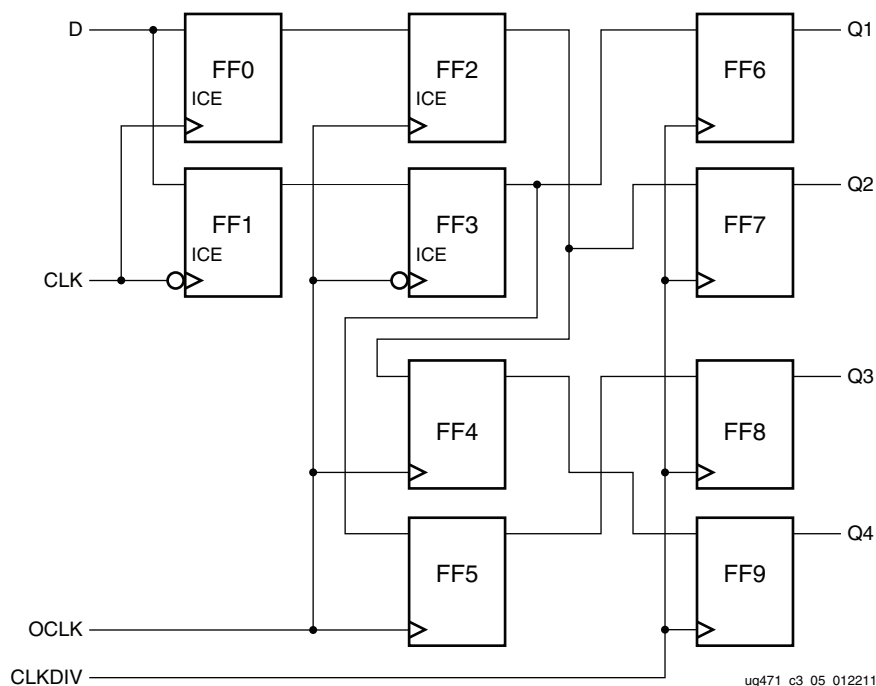 D
FF0
ICE
FF2
ICE
FF6
Q1
FF1
ICE
FF3
ICE
FF7
Q2
CLK
FF4
FF8
Q3
FF5
FF9
Q4
OCLK
CLKDIV
ug471_c3_05_012211